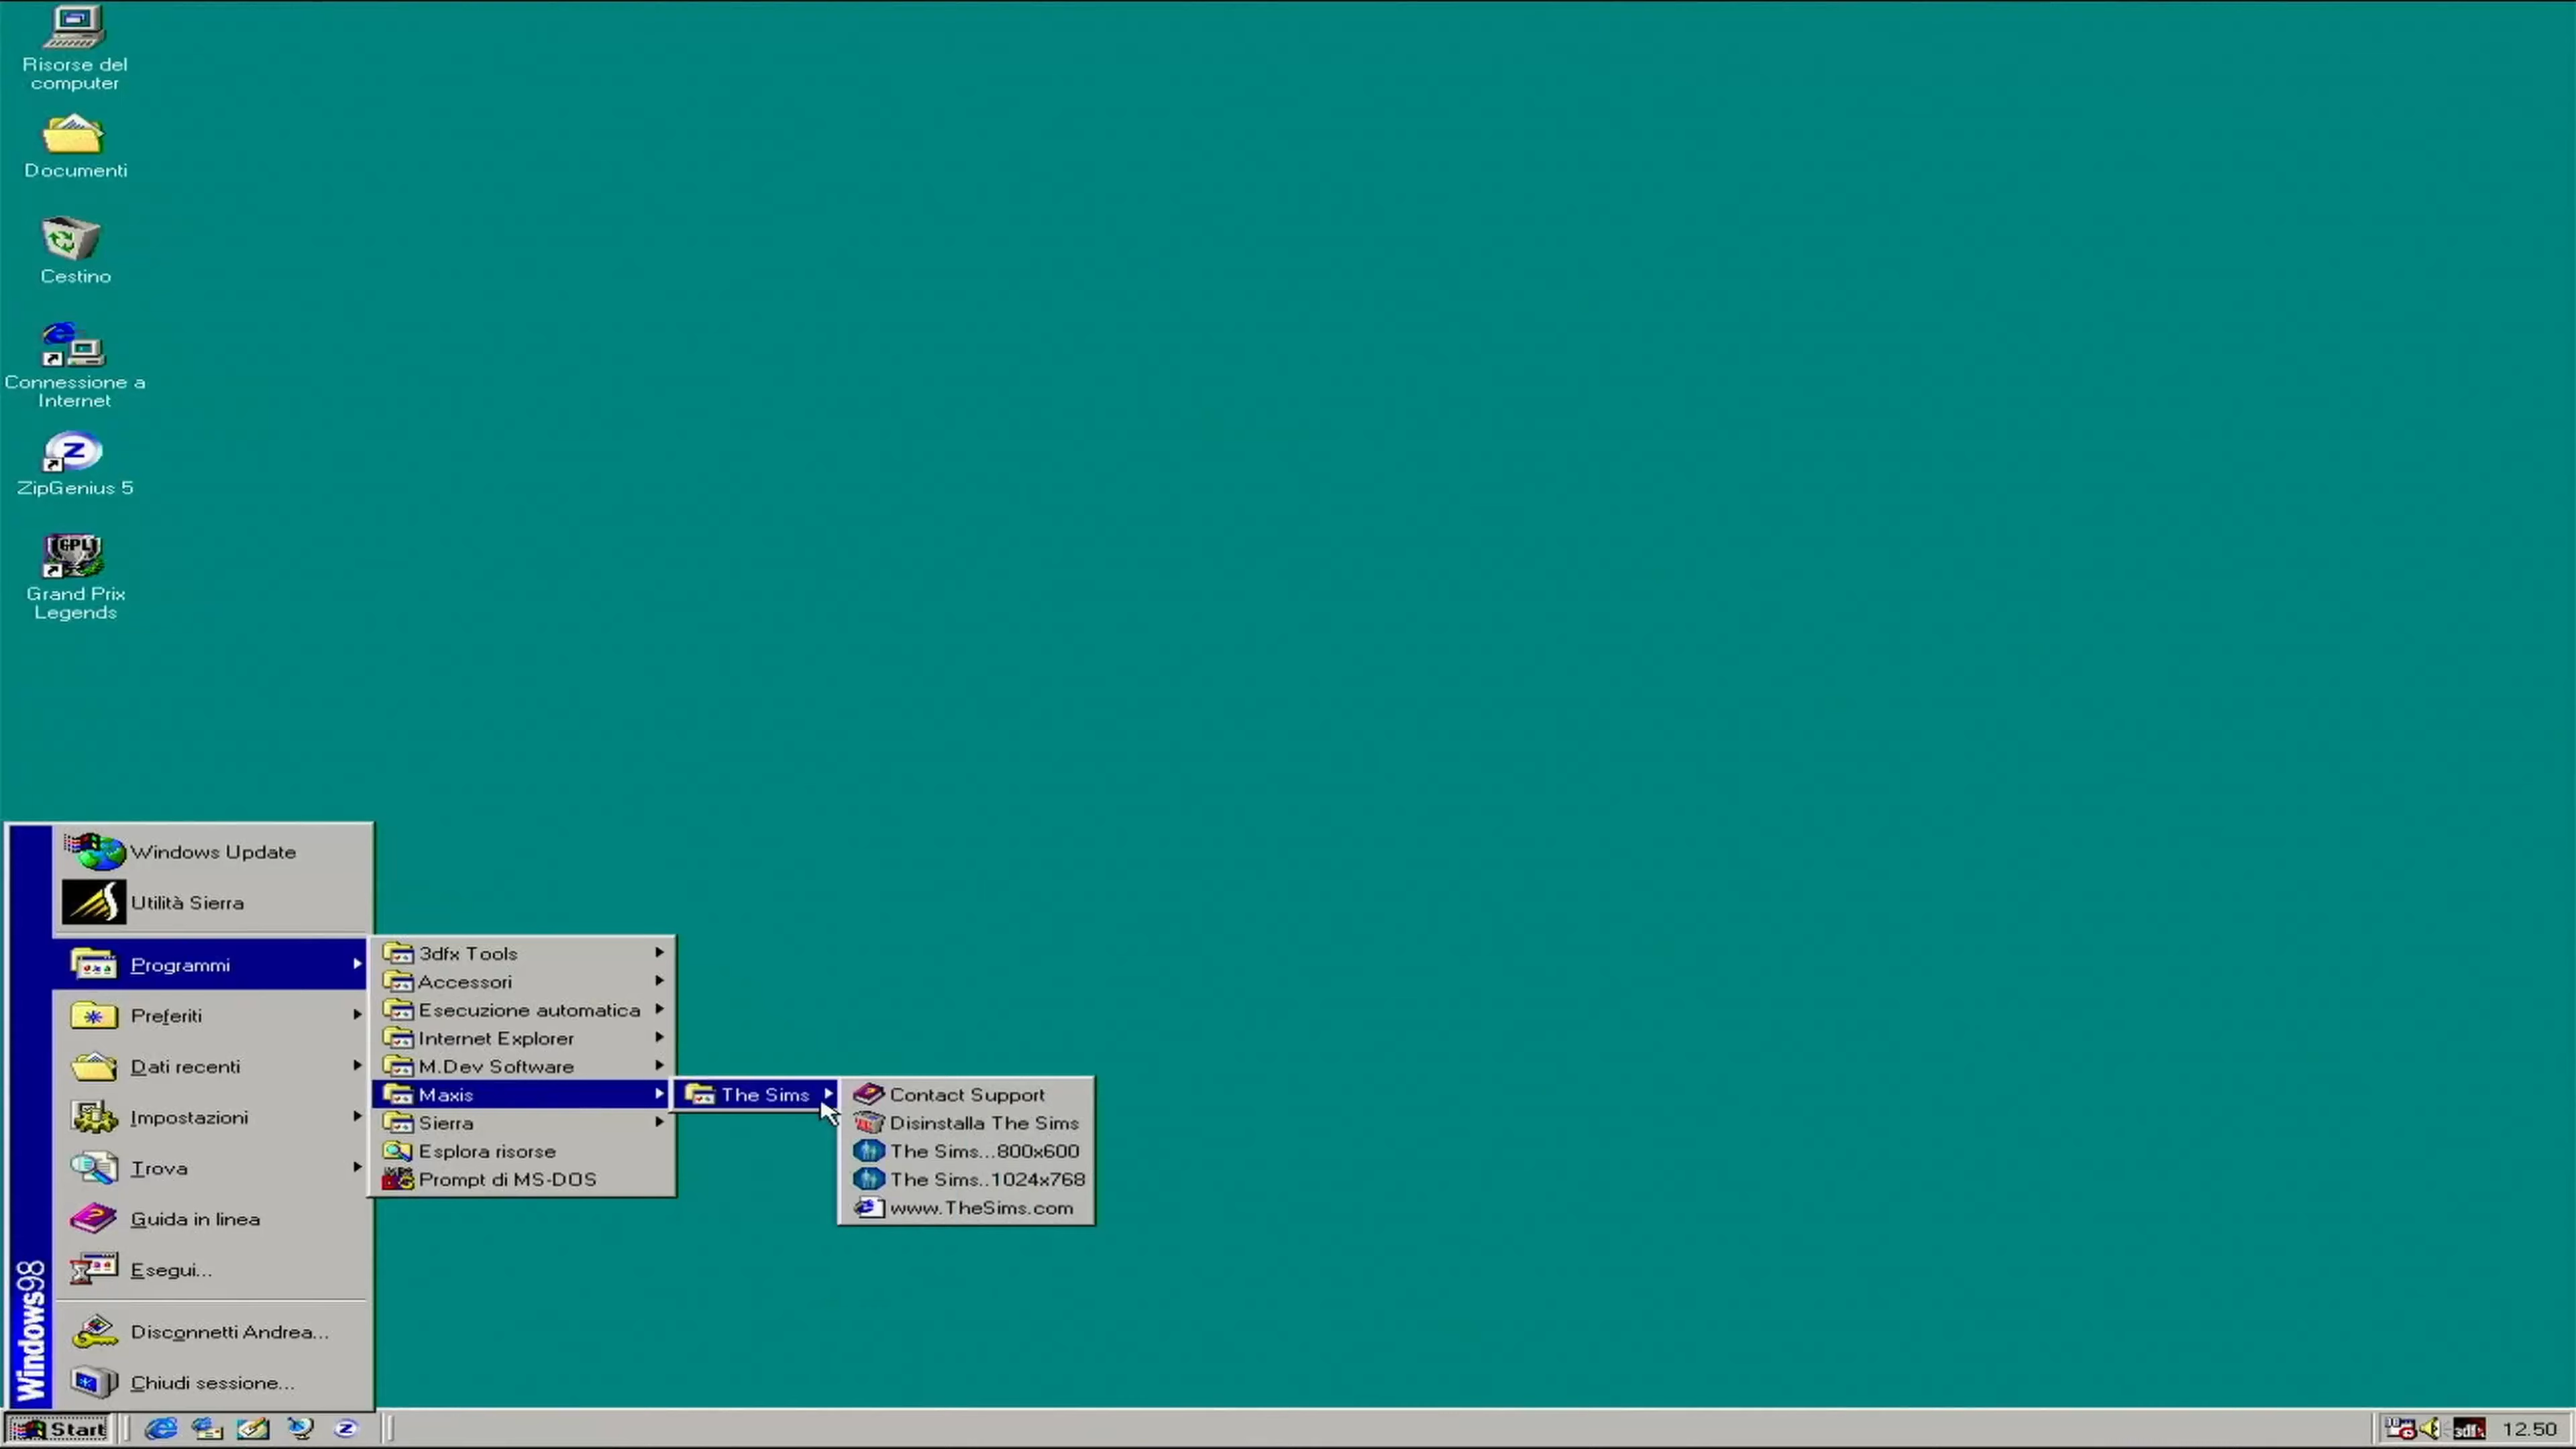 Risore del
computer
Documenti
Cestino
Connessione a
Internet
Z
ZipGenius 5
GPL
Grand Prix
Legends
Windows Update
Utilità Sierra
Programmi
Preferiti
Dati recenti
Impostazioni
Trova
Guida in linea
Esegui...
Disconnetti Andrea...
Chiudi sessione...
Windows98
3dfx Tools
Accessori
Esecuzione automatica
Internet Explorer
M.Dev Software
Maxis
Sierra
Esplora risorse
Prompt di MS-DOS
The Sims
Contact Support
Disinstalla The Sims
The Sims...800x600
The Sims..1024x768
www.TheSims.com
Start
Z
12.50